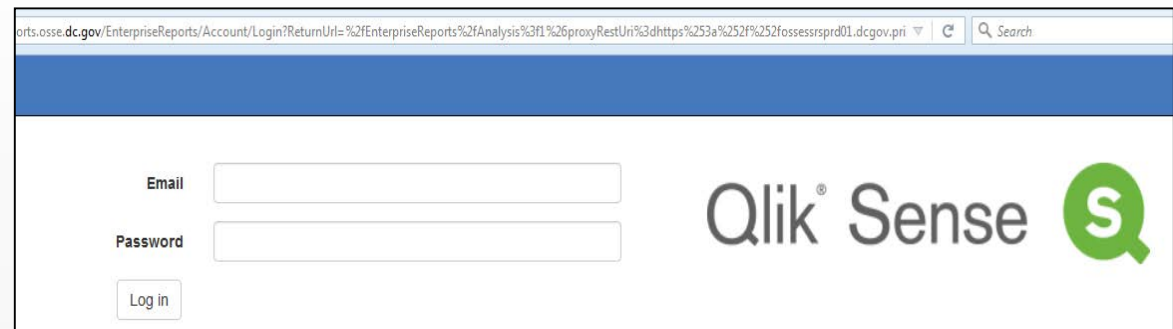 orts.osse.dc.gov/EnterpriseReports/Account/Login?ReturnUrl=%2fEnterpriseReports%2fAnalysis%3f1%26proxyRestUri%3dhttps%253a%252f%252fossessrsprd01.dcgov.pri
Search
Email
Password
Log in
Qlik® Sense
S